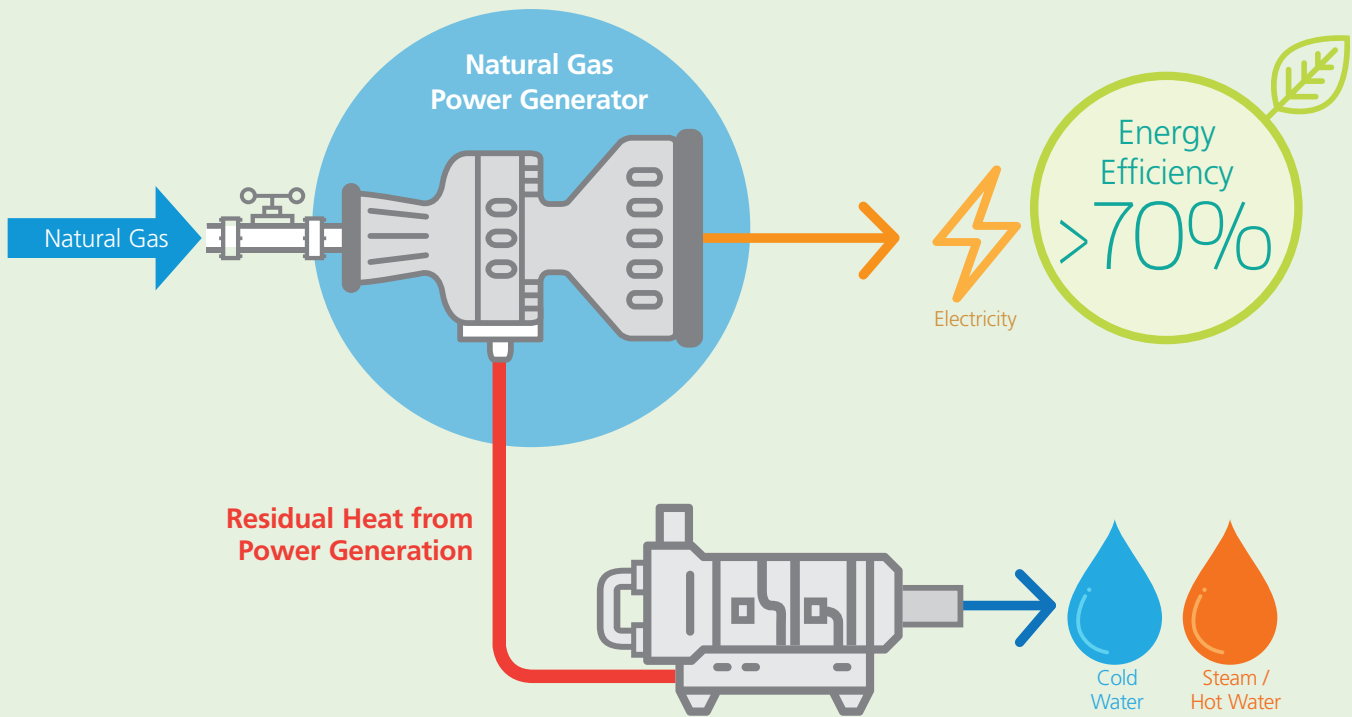 Natural Gas
Power Generator
Energy
Efficiency
>70%
Natural Gas
Electricity
Residual Heat from
Power Generation
Cold
Water
Steam /
Hot Water